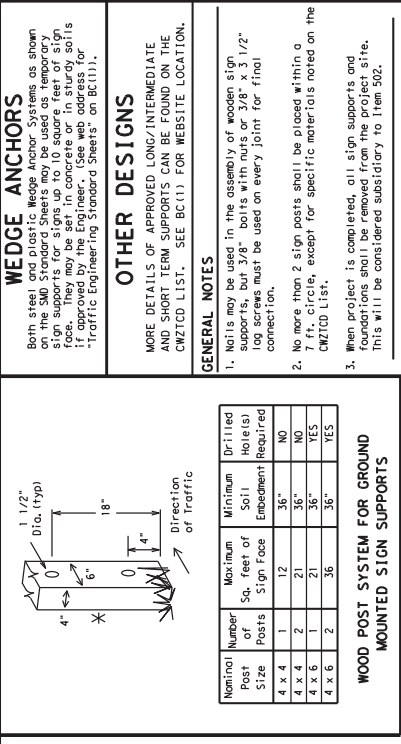 WEDGE ANCHORS
Both steel and plastic Wedge Anchor Systems as shown
on the SMD Standard Sheets may be used as temporary
sign supports for signs up to 10 square feet of sign
face. They may be set in concrete or in sturdy soils
if approved by the Engineer. (See web address for
"Traffic Engineering Standard Sheets" on BC(1)).
OTHER DESIGNS
MORE DETAILS OF APPROVED LONG/INTERMEDIATE
AND SHORT TERM SUPPORTS CAN BE FOUND ON THE
CWZTCD LIST. SEE BC(1) FOR WEBSITE LOCATION.
GENERAL NOTES
1. Nails may be used in the assembly of wooden sign
supports, but 3/8" bolts with nuts or 3/8" x 3 1/2"
lag screws must be used on every joint for final
connection.
2. No more than 2 sign posts shall be placed within a
7 ft. circle, except for specific materials noted on the
CWZTCD List.
3. When project is completed, all sign supports and
foundations shall be removed from the project site.
This will be considered subsidiary to Item 502.
1 1/2"
Dia. (typ)
18"
4"
6"
4"
*
Direction
of Traffic
Nominal Post Size Number of Posts Maximum Sq. feet of Sign Face Minimum Soil Embedment Drilled Hole(s) Required
4 x 4 1 12 36" NO
4 x 4 2 21 36" NO
4 x 6 1 21 36" YES
4 x 6 2 36 36" YES
WOOD POST SYSTEM FOR GROUND
MOUNTED SIGN SUPPORTS